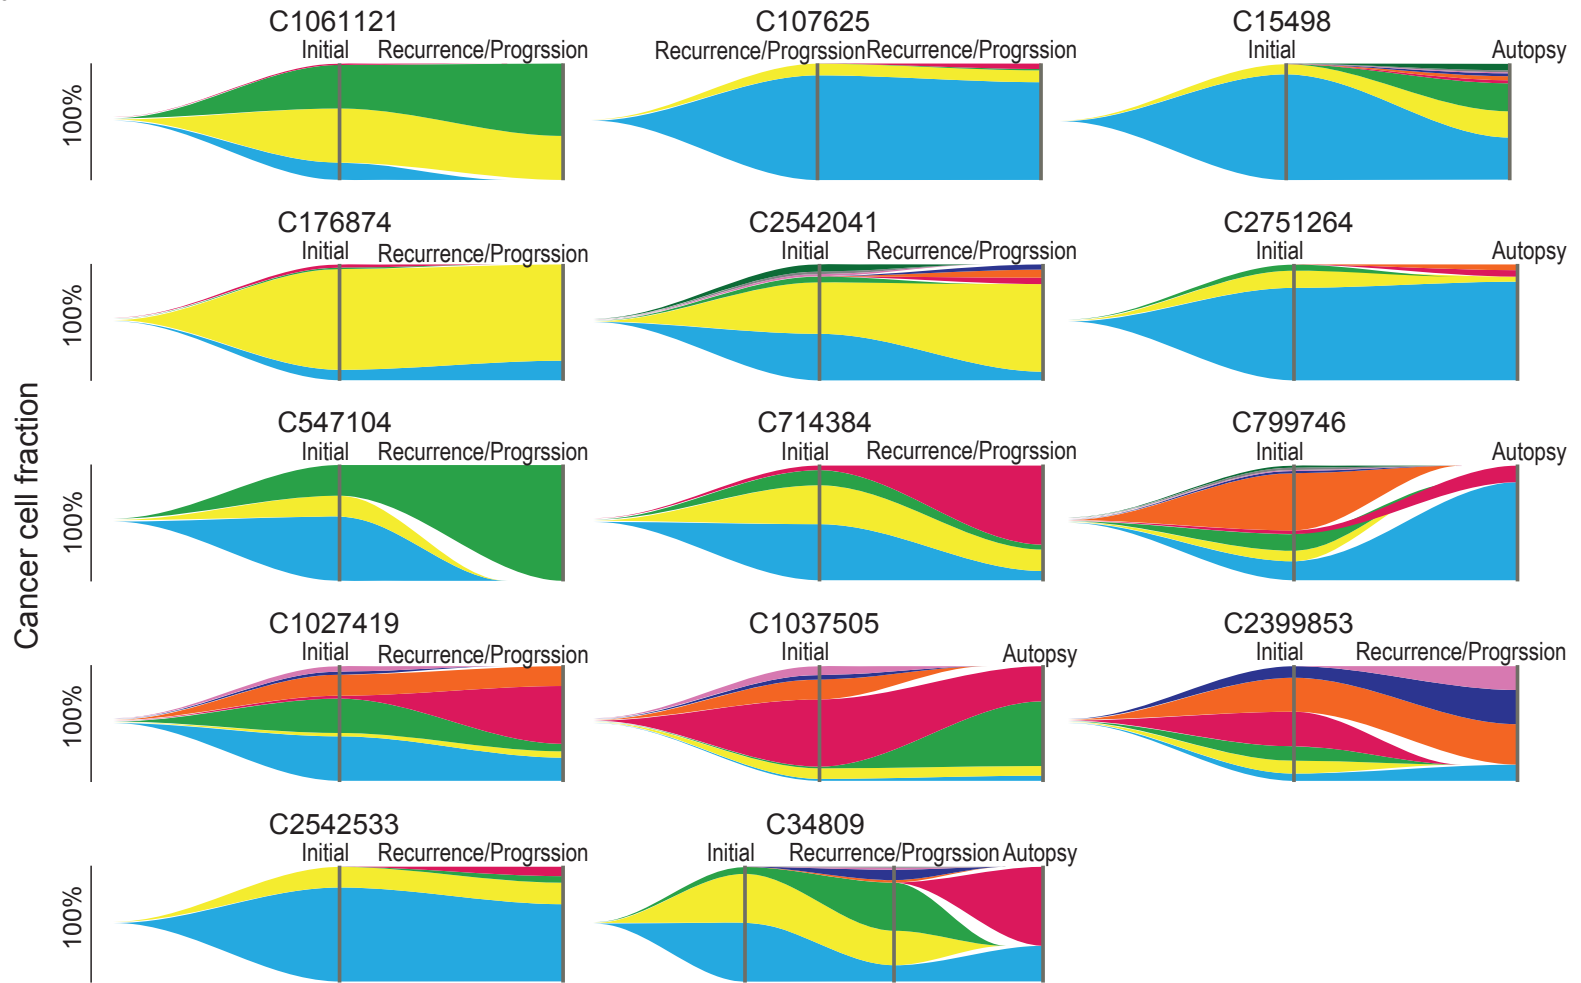 C1061121 C107625 C15498
Initial Recurrence/Progrssion Recurrence/Progrssion Recurrence/Progrssion Initial Autopsy
100%
C176874 C2542041 C2751264
Initial Recurrence/Progrssion Initial Recurrence/Progrssion Initial Autopsy
100%
Cancer cell fraction
C547104 C714384 C799746
Initial Recurrence/Progrssion Initial Recurrence/Progrssion Initial Autopsy
100%
C1027419 C1037505 C2399853
Initial Recurrence/Progrssion Initial Autopsy Initial Recurrence/Progrssion
100%
C2542533 C34809
Initial Recurrence/Progrssion Initial Recurrence/Progrssion Autopsy
100%